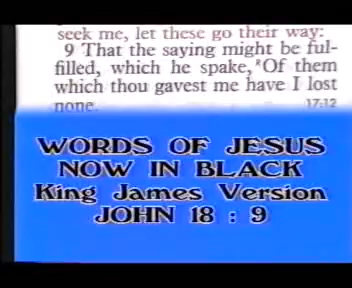 seek me, let these go their way:
9 That the saying might be ful-
filled, which he spake, *Of them
which thou gavest me have I lost
none. 17:12
WORDS OF JESUS
NOW IN BLACK
King James Version
JOHN 18 : 9